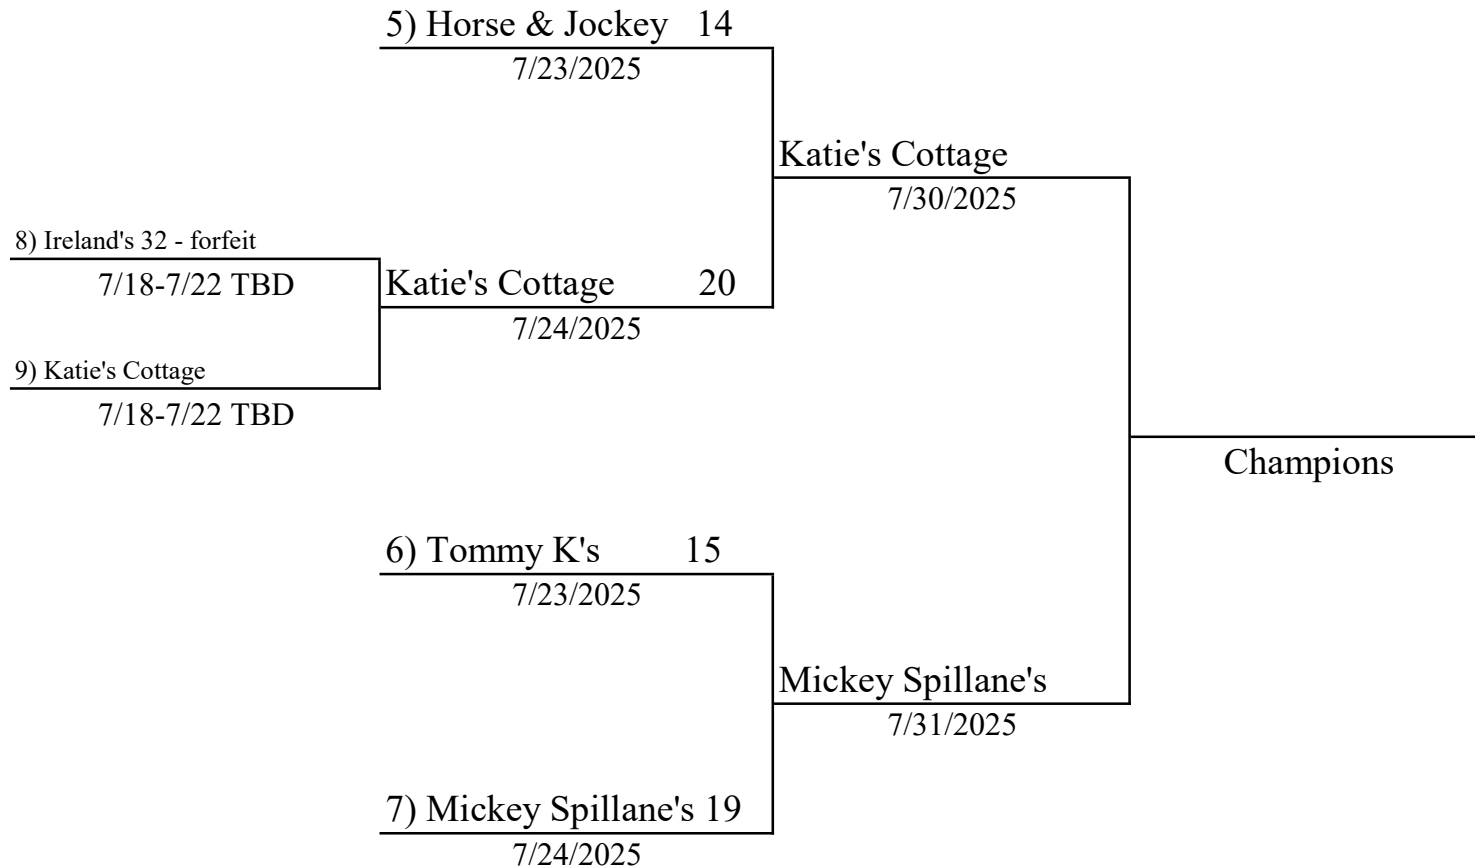 5) Horse & Jockey 14
7/23/2025
Katie's Cottage
7/30/2025
8) Ireland's 32 - forfeit
7/18-7/22 TBD
Katie's Cottage 20
7/24/2025
9) Katie's Cottage
7/18-7/22 TBD
Champions
6) Tommy K's 15
7/23/2025
Mickey Spillane's
7/31/2025
7) Mickey Spillane's 19
7/24/2025